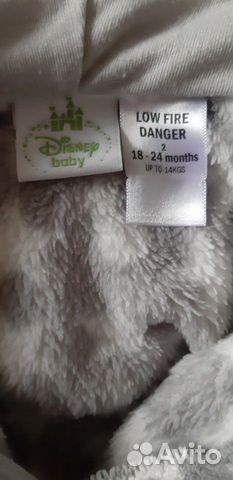 Disney
baby
LOW FIRE
DANGER
2
18 - 24 months
UP TO 14KGS
Avito